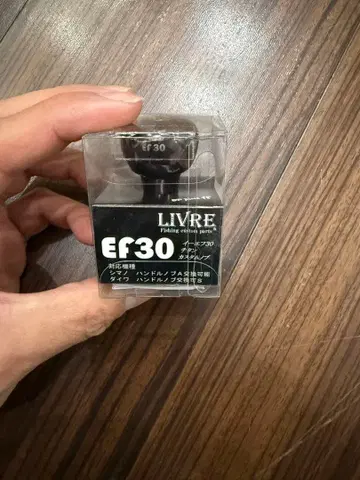 EF30
LIVRE
Fishing custom parts
EF30
イーエフ30
チタン
カスタムノブ
対応機種
シマノ ハンドルノブA交換可能
ダイワ ハンドルノブ交換可S